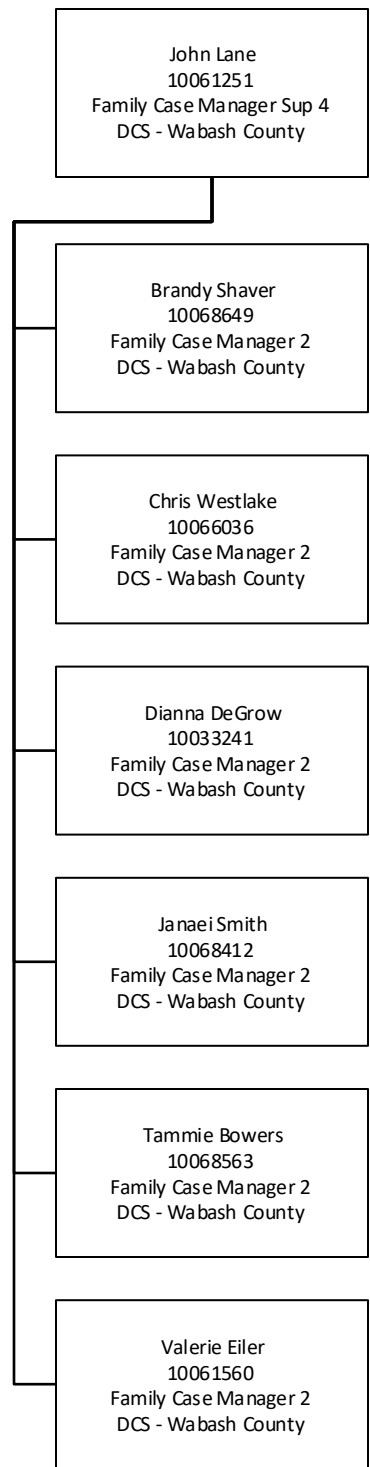 John Lane
10061251
Family Case Manager Sup 4
DCS - Wabash County
Brandy Shaver
10068649
Family Case Manager 2
DCS - Wabash County
Chris Westlake
10066036
Family Case Manager 2
DCS - Wabash County
Dianna DeGrow
10033241
Family Case Manager 2
DCS - Wabash County
Janaei Smith
10068412
Family Case Manager 2
DCS - Wabash County
Tammie Bowers
10068563
Family Case Manager 2
DCS - Wabash County
Valerie Eiler
10061560
Family Case Manager 2
DCS - Wabash County